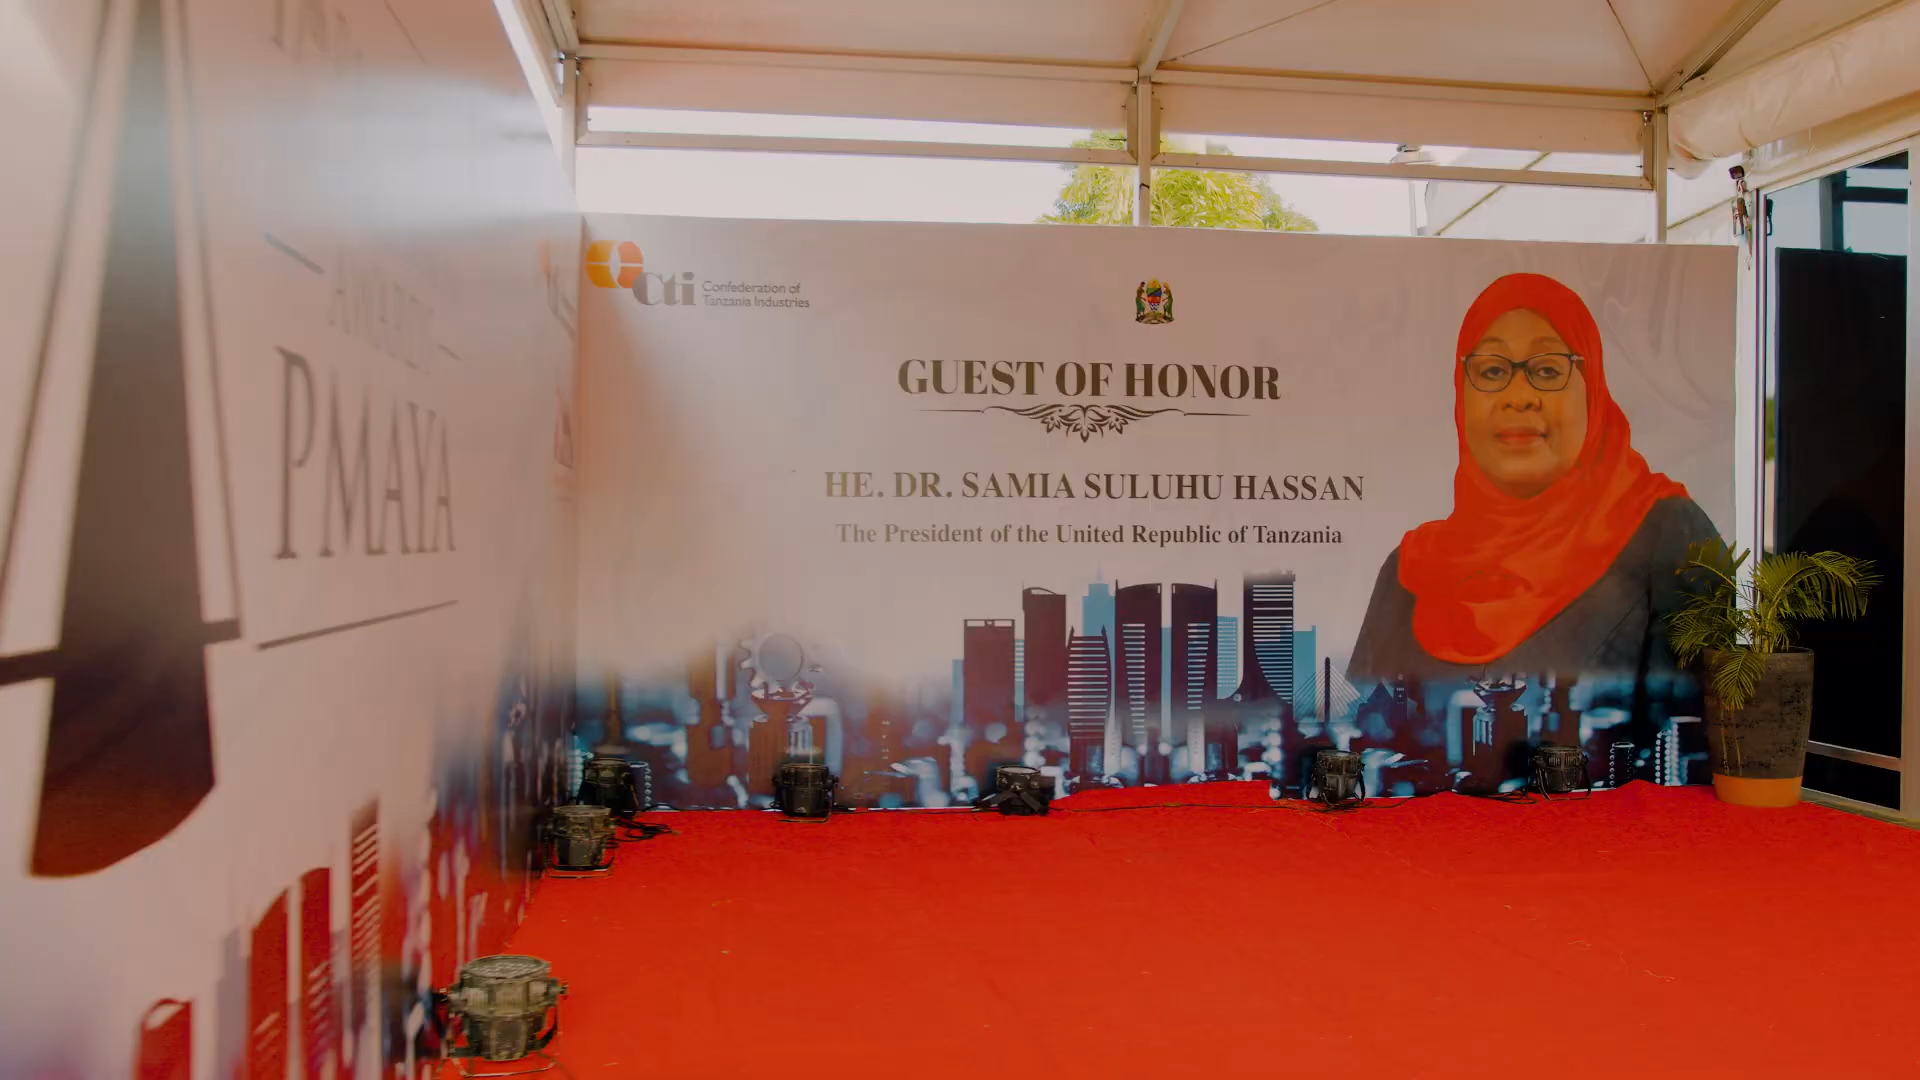 PMAYA
Cti
Confederation of
Tanzania Industries
GUEST OF HONOR
HE. DR. SAMIA SULUHU HASSAN
The President of the United Republic of Tanzania